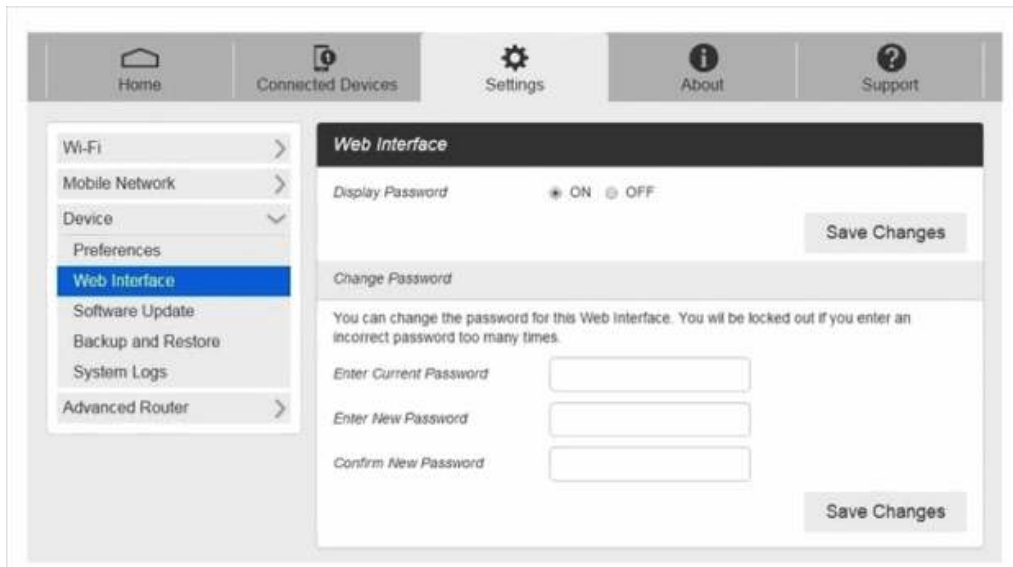 Home
Connected Devices
Settings
About
Support
Wi-Fi
Mobile Network
Device
Preferences
Web Interface
Software Update
Backup and Restore
System Logs
Advanced Router
Web Interface
Display Password ON OFF
Save Changes
Change Password
You can change the password for this Web Interface. You wil be locked out if you enter an
incorrect password too many times.
Enter Current Password
Enter New Password
Confirm New Password
Save Changes